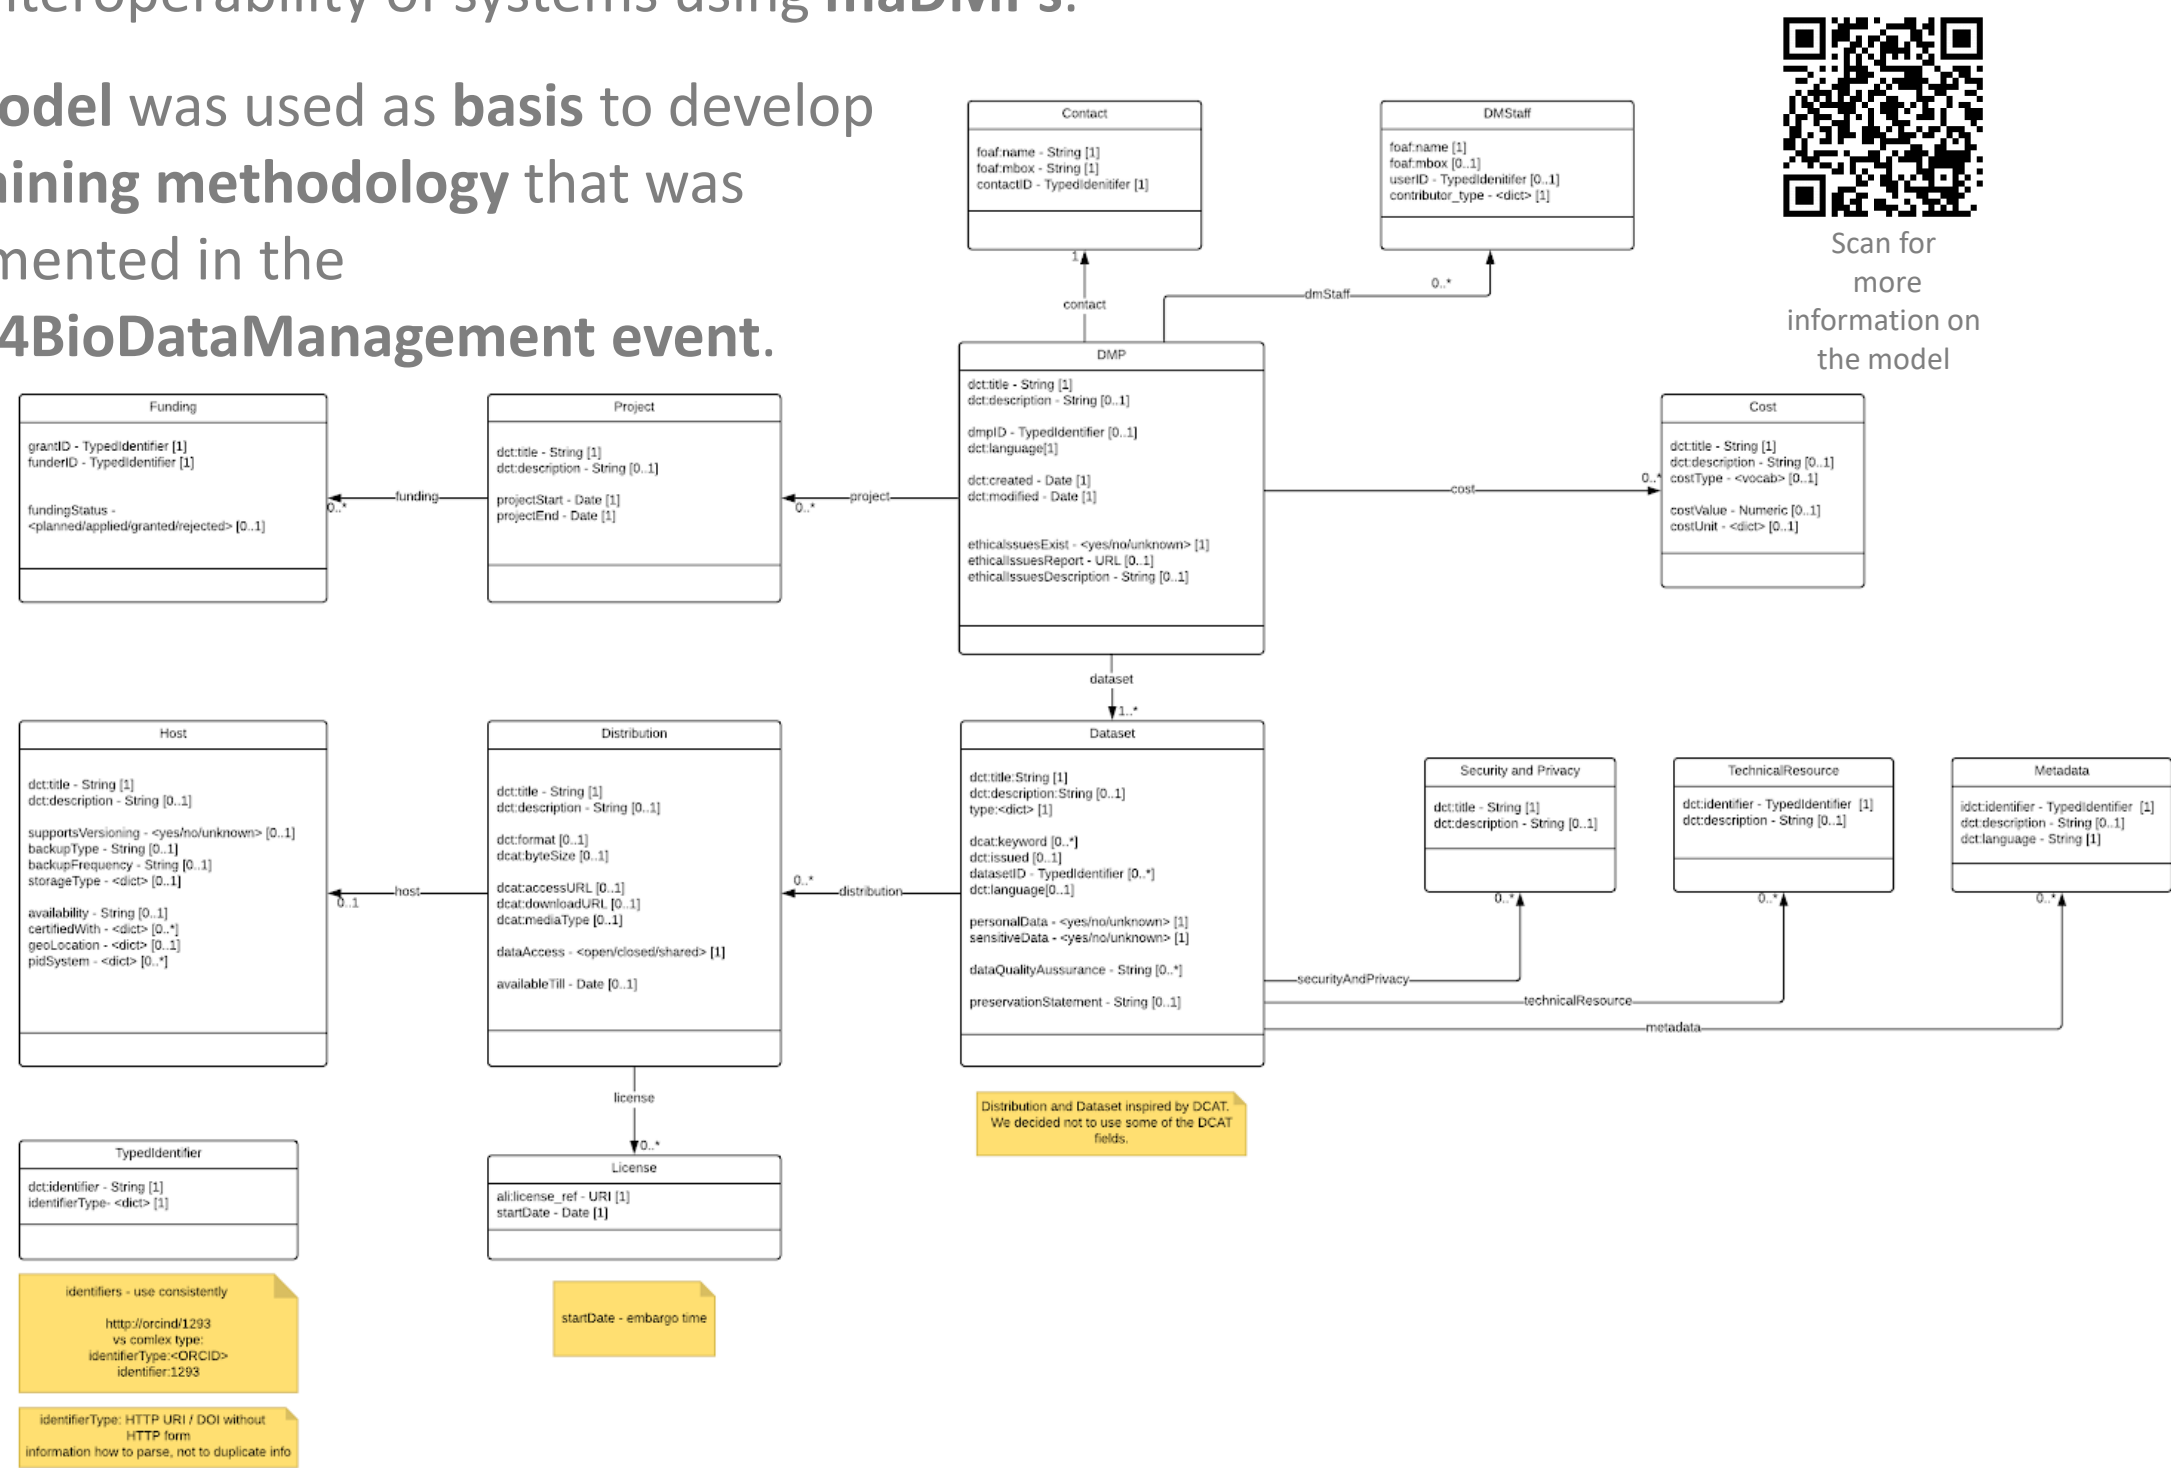 nteroperability of systems using maDMPs.
odel was used as basis to develop
aining methodology that was
mented in the
4BioDataManagement event.
Scan for
more
information on
the model
Contact
foaf:name - String [1]
foaf:mbox - String [1]
contactID - TypedIdenitifer [1]
DMStaff
foaf:name [1]
foaf:mbox [0..1]
userID - TypedIdenitifer [0..1]
contributor_type - <dict> [1]
1
contact
dmStaff
0..*
DMP
dct:title - String [1]
dct:description - String [0..1]
dmpID - TypedIdentifier [0..1]
dct:language[1]
dct:created - Date [1]
dct:modified - Date [1]
ethicalssuesExist - <yes/no/unknown> [1]
ethicalIssuesReport - URL [0..1]
ethicalIssuesDescription - String [0..1]
Funding
grantID - TypedIdentifier [1]
funderID - TypedIdentifier [1]
fundingStatus -
<planned/applied/granted/rejected> [0..1]
funding
0..*
Project
dct:title - String [1]
dct:description - String [0..1]
projectStart - Date [1]
projectEnd - Date [1]
project
0..*
cost
0..*
Cost
dct:title - String [1]
dct:description - String [0..1]
costType - <vocab> [0..1]
costValue - Numeric [0..1]
costUnit - <dict> [0..1]
dataset
1..*
Host
dct:title - String [1]
dct:description - String [0..1]
supportsVersioning - <yes/no/unknown> [0..1]
backupType - String [0..1]
backupFrequency - String [0..1]
storageType - <dict> [0..1]
availability - String [0..1]
certifiedWith - <dict> [0..*]
geoLocation - <dict> [0..1]
pidSystem - <dict> [0..*]
host
0..1
Distribution
dct:title - String [1]
dct:description - String [0..1]
dct:format [0..1]
dcat:byteSize [0..1]
dcat:accessURL [0..1]
dcat:downloadURL [0..1]
dcat:mediaType [0..1]
dataAccess - <open/closed/shared> [1]
availableTill - Date [0..1]
0..*
distribution
Dataset
dct:title:String [1]
dct:description:String [0..1]
type:<dict> [1]
dcat:keyword [0..*]
dct:issued [0..1]
datasetID - TypedIdentifier [0..*]
dct:language[0..1]
personalData - <yes/no/unknown> [1]
sensitiveData - <yes/no/unknown> [1]
dataQualityAussurance - String [0..*]
preservationStatement - String [0..1]
Security and Privacy
dct:title - String [1]
dct:description - String [0..1]
0..*
TechnicalResource
dct:identifier - TypedIdentifier [1]
dct:description - String [0..1]
0..*
Metadata
idct:identifier - TypedIdentifier [1]
dct:description - String [0..1]
dct:language - String [1]
0..*
securityAndPrivacy
technicalResource
metadata
license
0..*
Distribution and Dataset inspired by DCAT.
We decided not to use some of the DCAT
fields.
TypedIdentifier
dct:identifier - String [1]
identifierType- <dict> [1]
License
ali:license_ref - URI [1]
startDate - Date [1]
identifiers - use consistently
htttp://orcind/1293
vs comlex type:
identifierType:<ORCID>
identifier:1293
startDate - embargo time
identifierType: HTTP URI / DOI without
HTTP form
information how to parse, not to duplicate info